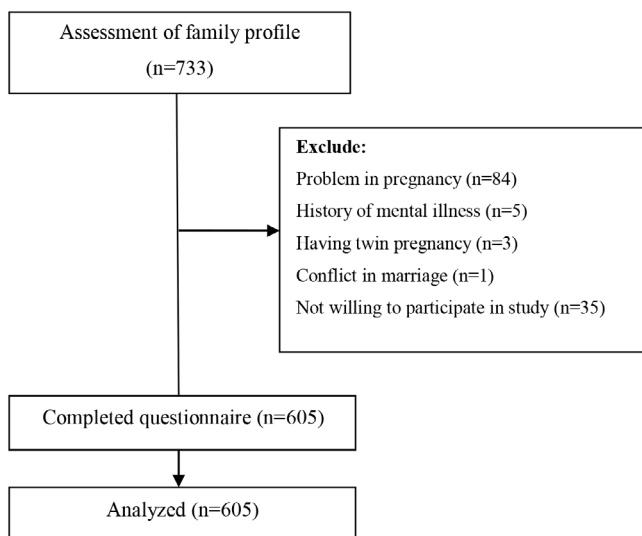 Assessment of family profile
(n=733)
Exclude:
Problem in pregnancy (n=84)
History of mental illness (n=5)
Having twin pregnancy (n=3)
Conflict in marriage (n=1)
Not willing to participate in study (n=35)
Completed questionnaire (n=605)
Analyzed (n=605)